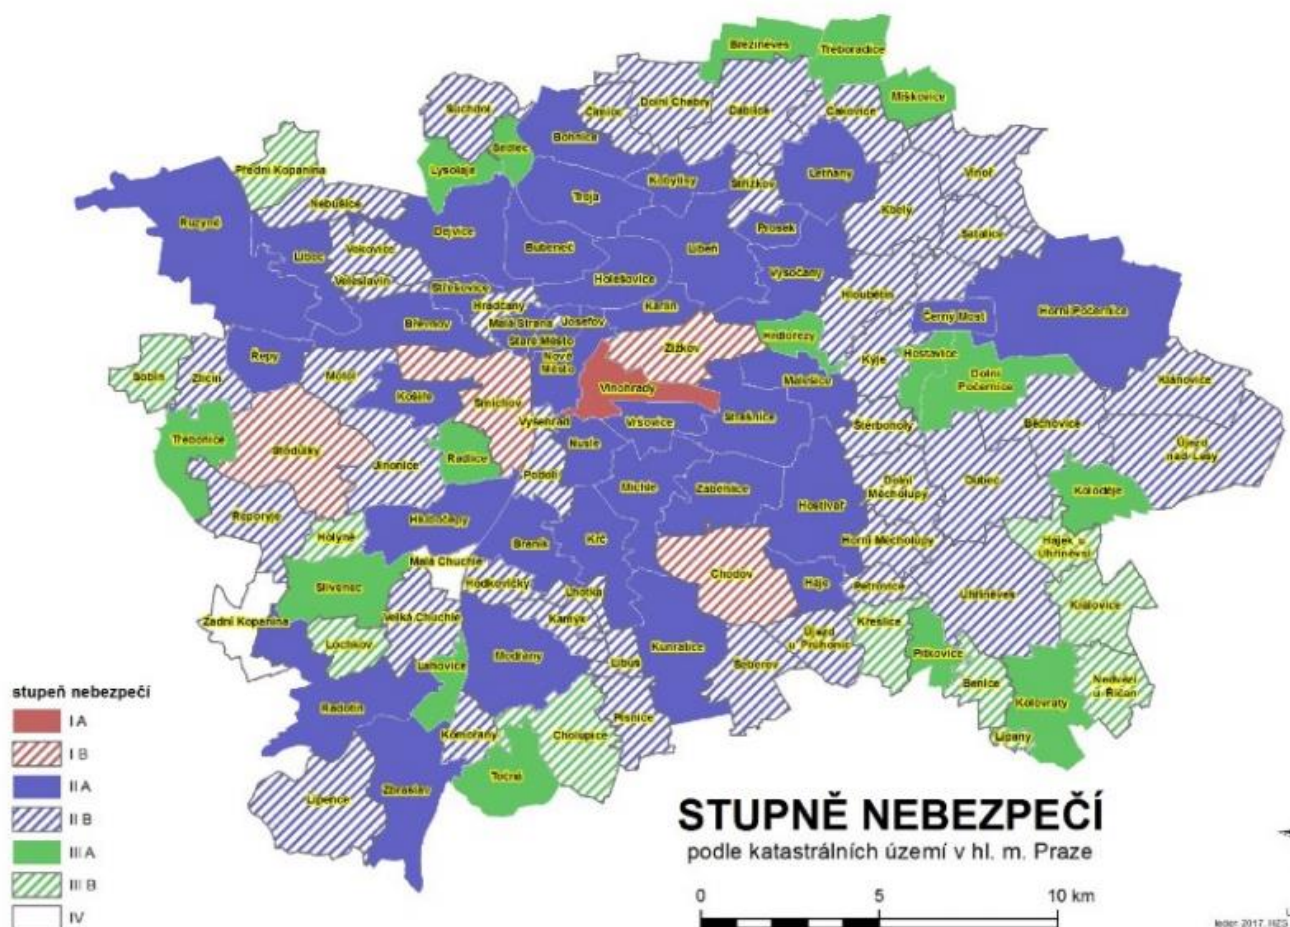 Březiněves
Třeboradice
Miškovice
Suchdol
Čimice
Dolní Chabry
Ďáblice
Čakovice
Bohnice
Sedlec
Přední Kopanina
Lysolaje
Kobylisy
Střížkov
Letňany
Vinoř
Nebušice
Troja
Kbely
Ruzyně
Dejvice
Prosek
Satalice
Liboc
Vokovice
Bubeneč
Libeň
Vysočany
Veleslavín
Holešovice
Střešovice
Hloubětín
Hradčany
Karlín
Horní Počernice
Břevnov
Malá Strana
Josefov
Černý Most
Staré Město
Hrdlořezy
Řepy
Nové
Město
Žižkov
Kyje
Hostavice
Sobín
Zličín
Motol
Dolní
Počernice
Klánovice
Košíře
Smíchov
Vinohrady
Malešice
Vyšehrad
Vršovice
Strašnice
Štěrboholy
Běchovice
Třebonice
Stodůlky
Radlice
Nusle
Újezd
nad Lesy
Jinonice
Podolí
Michle
Záběhlice
Dolní
Měcholupy
Dubeč
Koloděje
Řeporyje
Hostivař
Hlubočepy
Holyně
Braník
Krč
Horní Měcholupy
Hájek u
Uhříněvsi
Malá Chuchle
Chodov
Slivenec
Hodkovičky
Lhotka
Háje
Petrovice
Uhříněves
Královice
Zadní Kopanina
Velká Chuchle
Kamýk
Křeslice
Lochkov
Újezd
u Průhonic
Lahovice
Modřany
Libuš
Kunratice
Šeberov
Pitkovice
Benice
Nedvězí
u Říčan
Kolovraty
Radotín
Písnice
Komořany
Cholupice
Lipany
Točná
Zbraslav
Lipence
stupeň nebezpečí
I A
I B
II A
II B
III A
III B
IV
STUPNĚ NEBEZPEČÍ
podle katastrálních území v hl. m. Praze
0 5 10 km
leden 2017, HZS